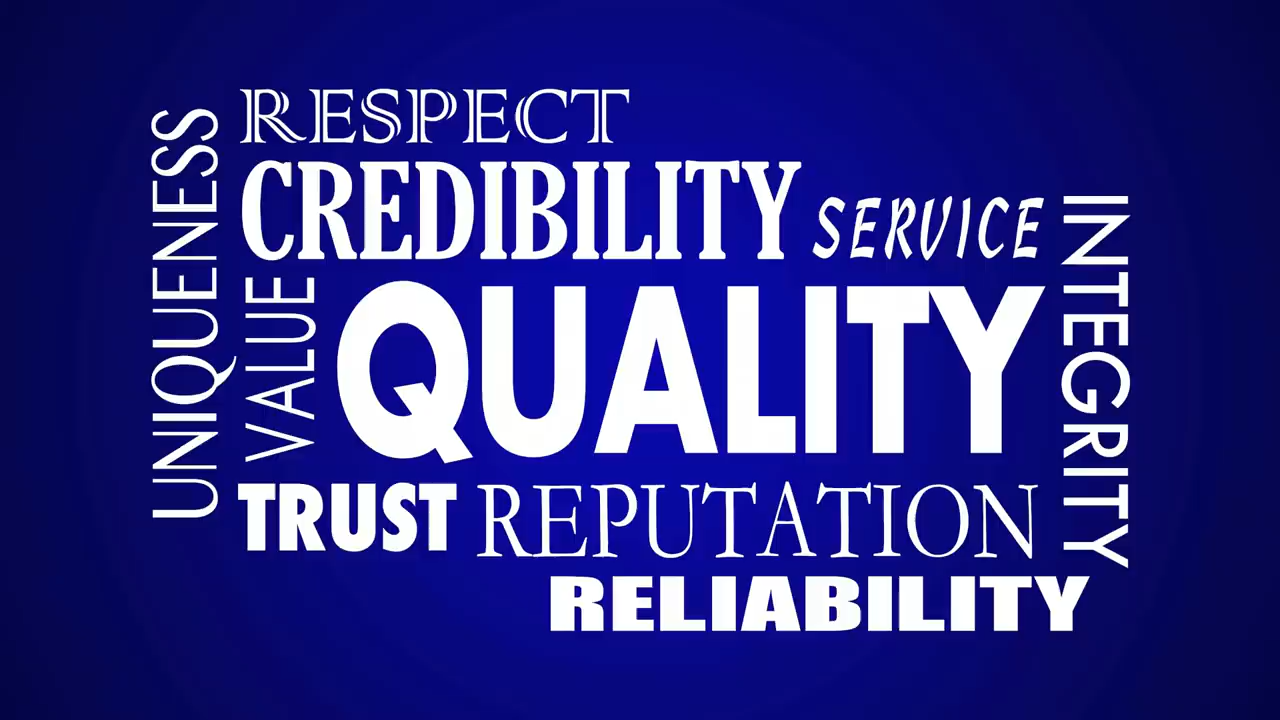 UNIQUENESS
RESPECT
CREDIBILITY
SERVICE
VALUE
QUALITY
INTEGRITY
TRUST
REPUTATION
RELIABILITY